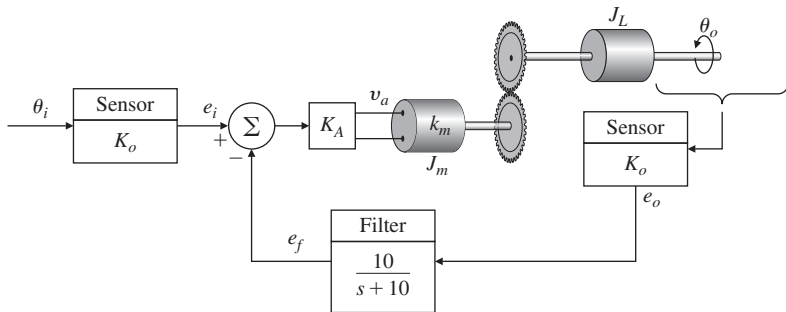 J_L
θ_o
θ_i
Sensor
K_o
e_i
+
−
Σ
K_A
v_a
k_m
J_m
Sensor
K_o
e_o
e_f
Filter
10
s + 10